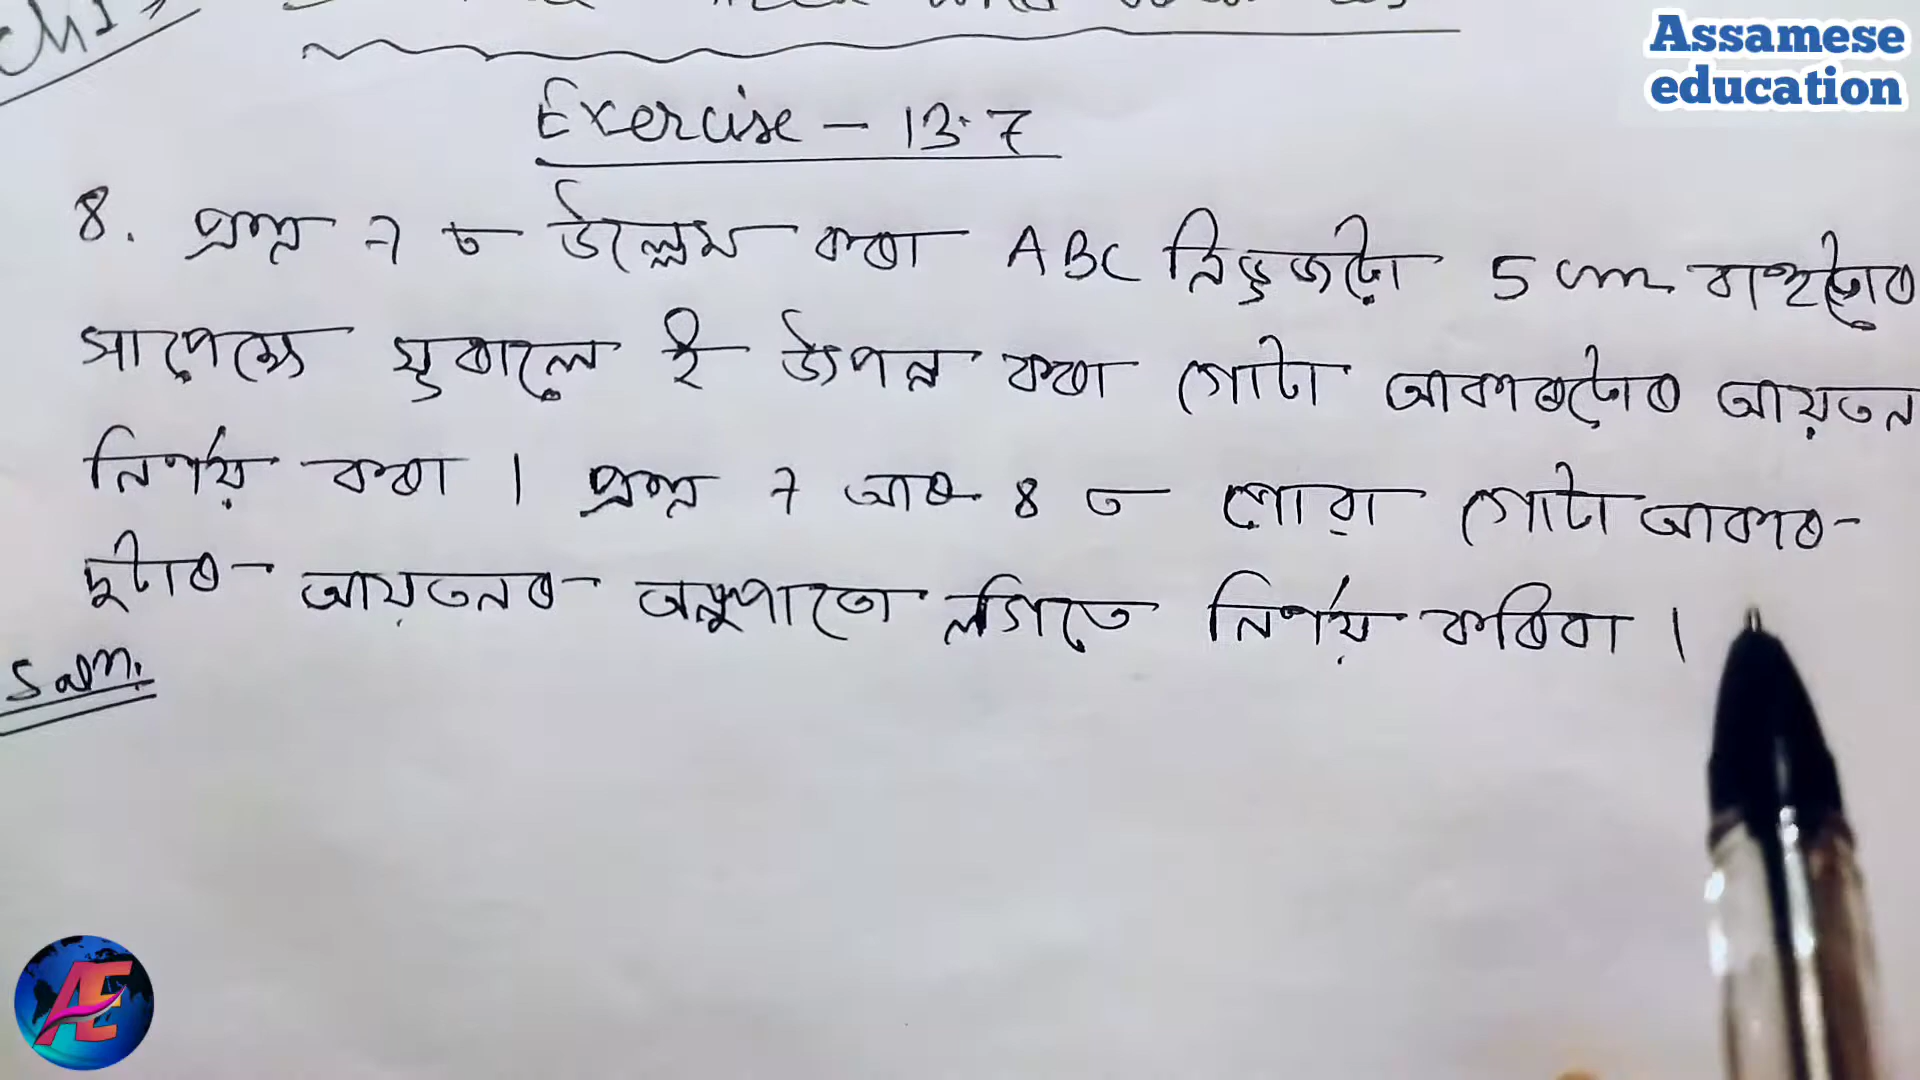 Assamese
education
Exercise - 13.7
8. প্ৰশ্ন 7 ত উল্লেখ কৰা ABC ত্ৰিভুজটো 5 cm বাহুটোৰ
সাপেক্ষে ঘূৰালে ই উৎপন্ন কৰা গোটা আকাৰটোৰ আয়তন
নিৰ্ণয় কৰা । প্ৰশ্ন 7 আৰু 8 ত পোৱা গোটা আকাৰ
দুটাৰ আয়তনৰ অনুপাতো লগতে নিৰ্ণয় কৰিবা ।
Soln.
AE